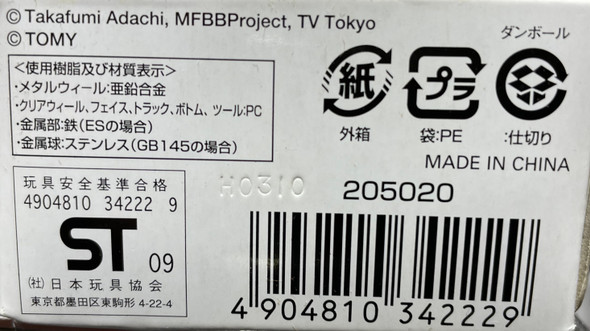 ©Takafumi Adachi, MFBBProject, TV Tokyo
©TOMY
<使用樹脂及び材質表示>
・メタルウィール:亜鉛合金
・クリアウィール、フェイス、トラック、ボトム、ツール:PC
・金属部:鉄(ESの場合)
・金属球:ステンレス(GB145の場合)
紙
外箱
プラ
袋:PE
ダンボール
:仕切り
MADE IN CHINA
玩具安全基準合格
4904810 34222 9
ST 09
(社)日本玩具協会
東京都墨田区東駒形 4-22-4
H0310
205020
4 904810 342229